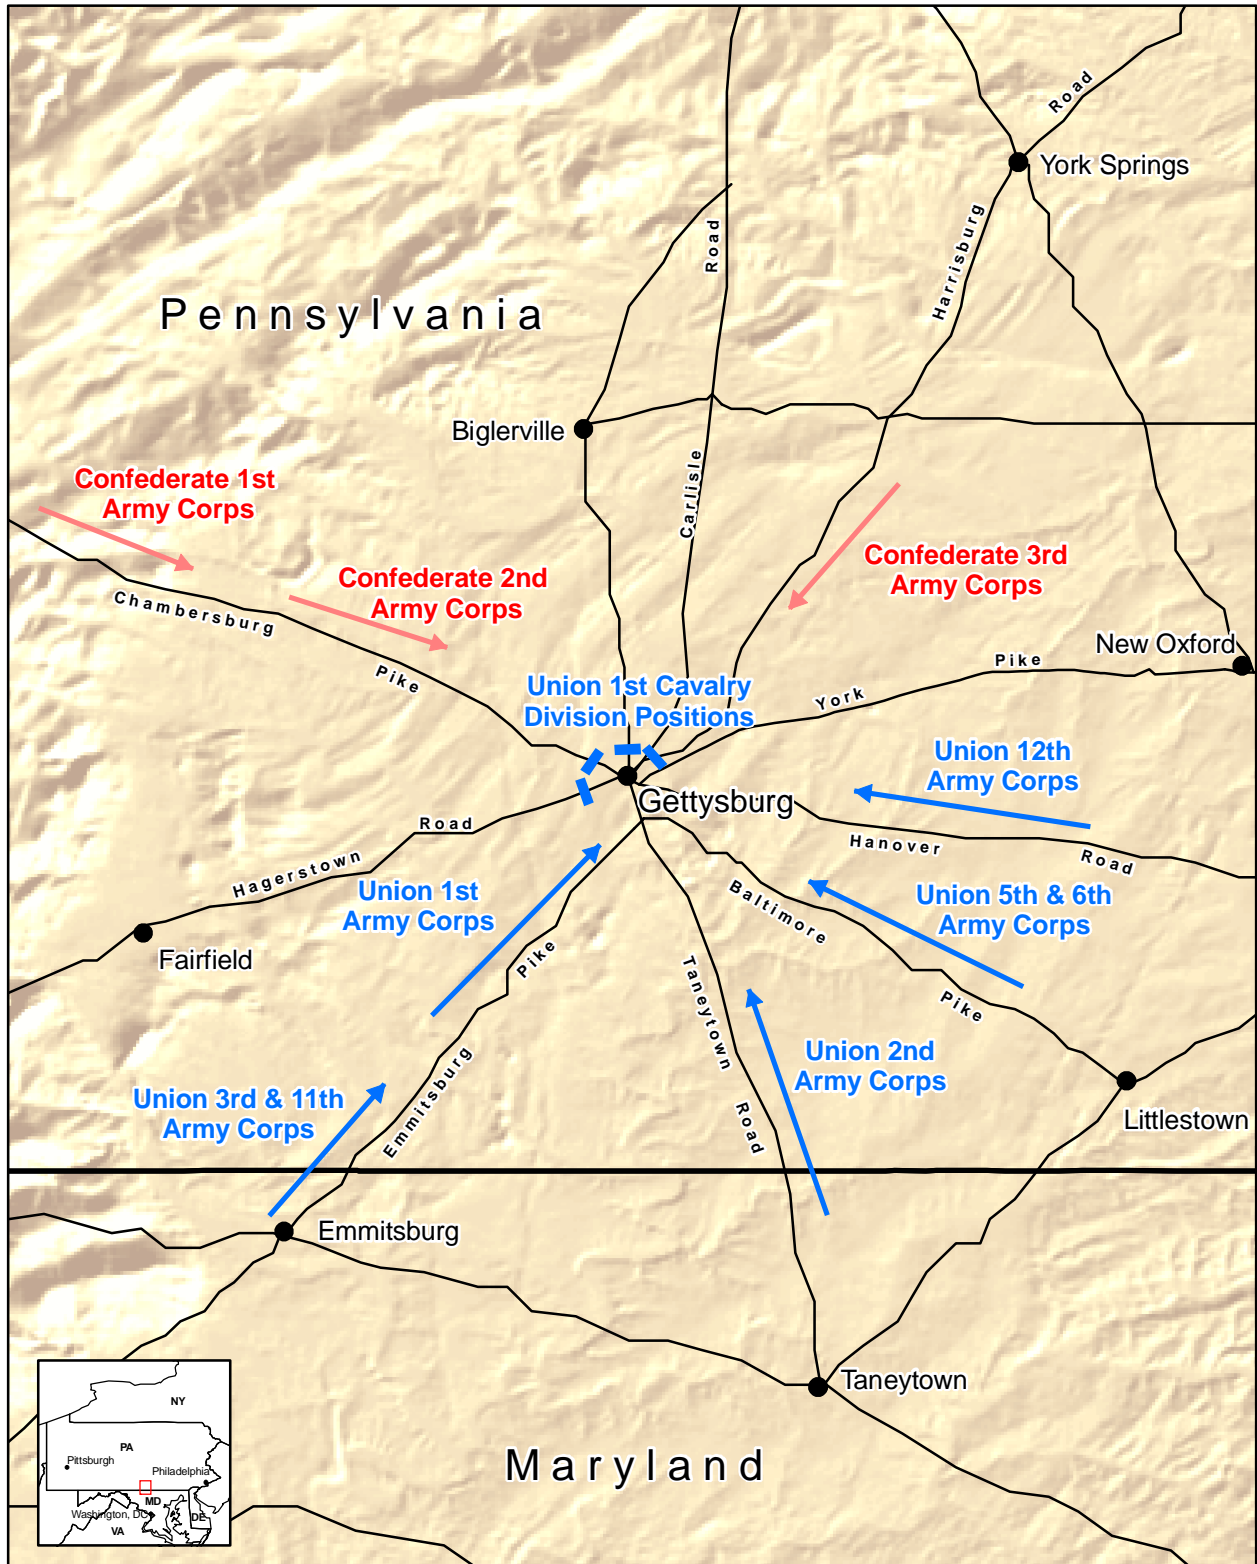 Road
York Springs
Road
Harrisburg
Pennsylvania
Biglerville
Carlisle
Confederate 1st
Army Corps
Confederate 2nd
Army Corps
Confederate 3rd
Army Corps
Chambersburg
Pike
New Oxford
Pike
York
Union 1st Cavalry
Division Positions
Union 12th
Army Corps
Gettysburg
Road
Hanover
Road
Hagerstown
Union 1st
Army Corps
Baltimore
Union 5th & 6th
Army Corps
Fairfield
Pike
Taneytown
Pike
Union 2nd
Army Corps
Emmitsburg
Union 3rd & 11th
Army Corps
Road
Littlestown
Emmitsburg
Taneytown
Maryland
NY
PA
Pittsburgh
Philadelphia
MD
Washington, DC
DE
VA